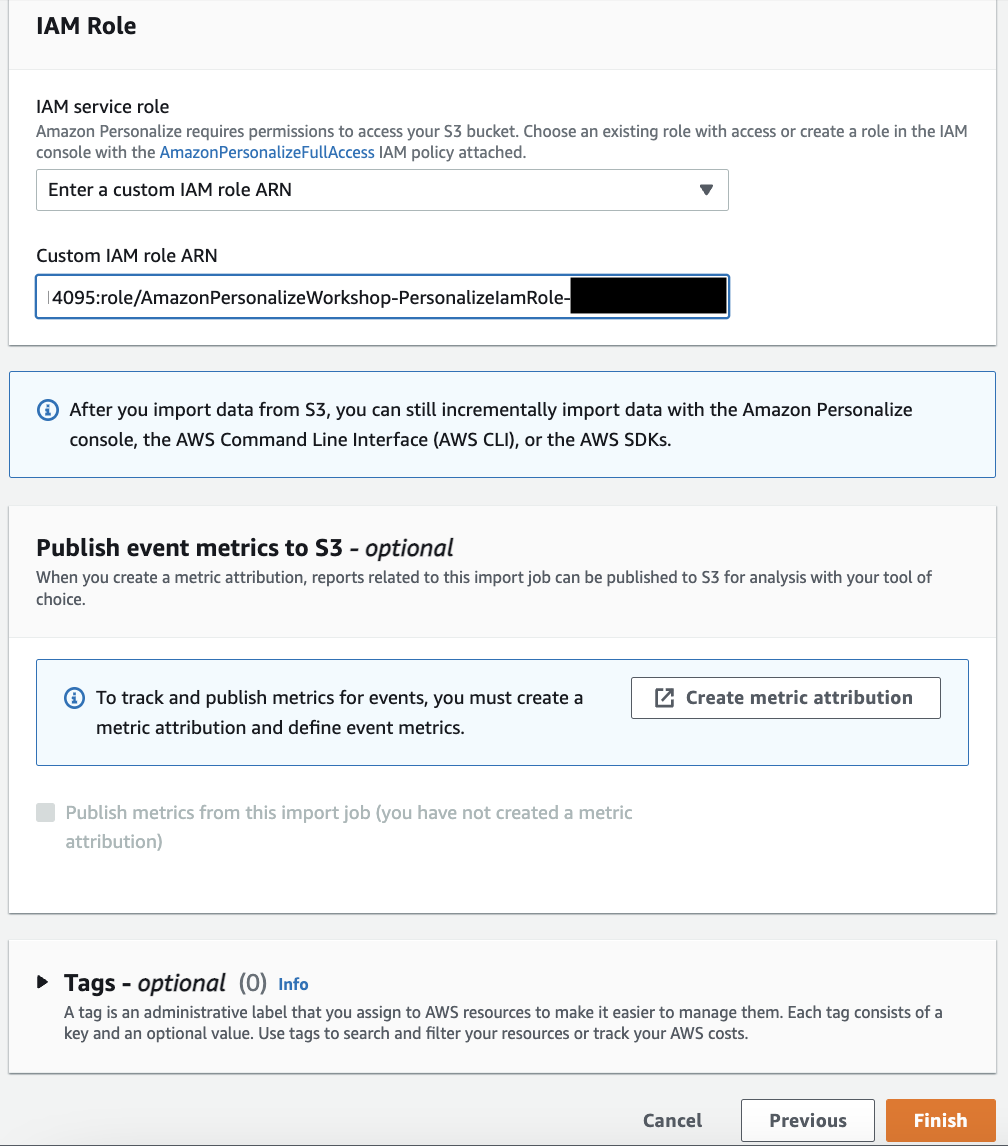 IAM Role
IAM service role
Amazon Personalize requires permissions to access your S3 bucket. Choose an existing role with access or create a role in the IAM
console with the AmazonPersonalizeFullAccess IAM policy attached.
Enter a custom IAM role ARN
Custom IAM role ARN
4095:role/AmazonPersonalizeWorkshop-PersonalizeIamRole-
After you import data from S3, you can still incrementally import data with the Amazon Personalize
console, the AWS Command Line Interface (AWS CLI), or the AWS SDKs.
Publish event metrics to S3 - optional
When you create a metric attribution, reports related to this import job can be published to S3 for analysis with your tool of
choice.
To track and publish metrics for events, you must create a
metric attribution and define event metrics.
Create metric attribution
Publish metrics from this import job (you have not created a metric
attribution)
Tags - optional (0) Info
A tag is an administrative label that you assign to AWS resources to make it easier to manage them. Each tag consists of a
key and an optional value. Use tags to search and filter your resources or track your AWS costs.
Cancel
Previous
Finish